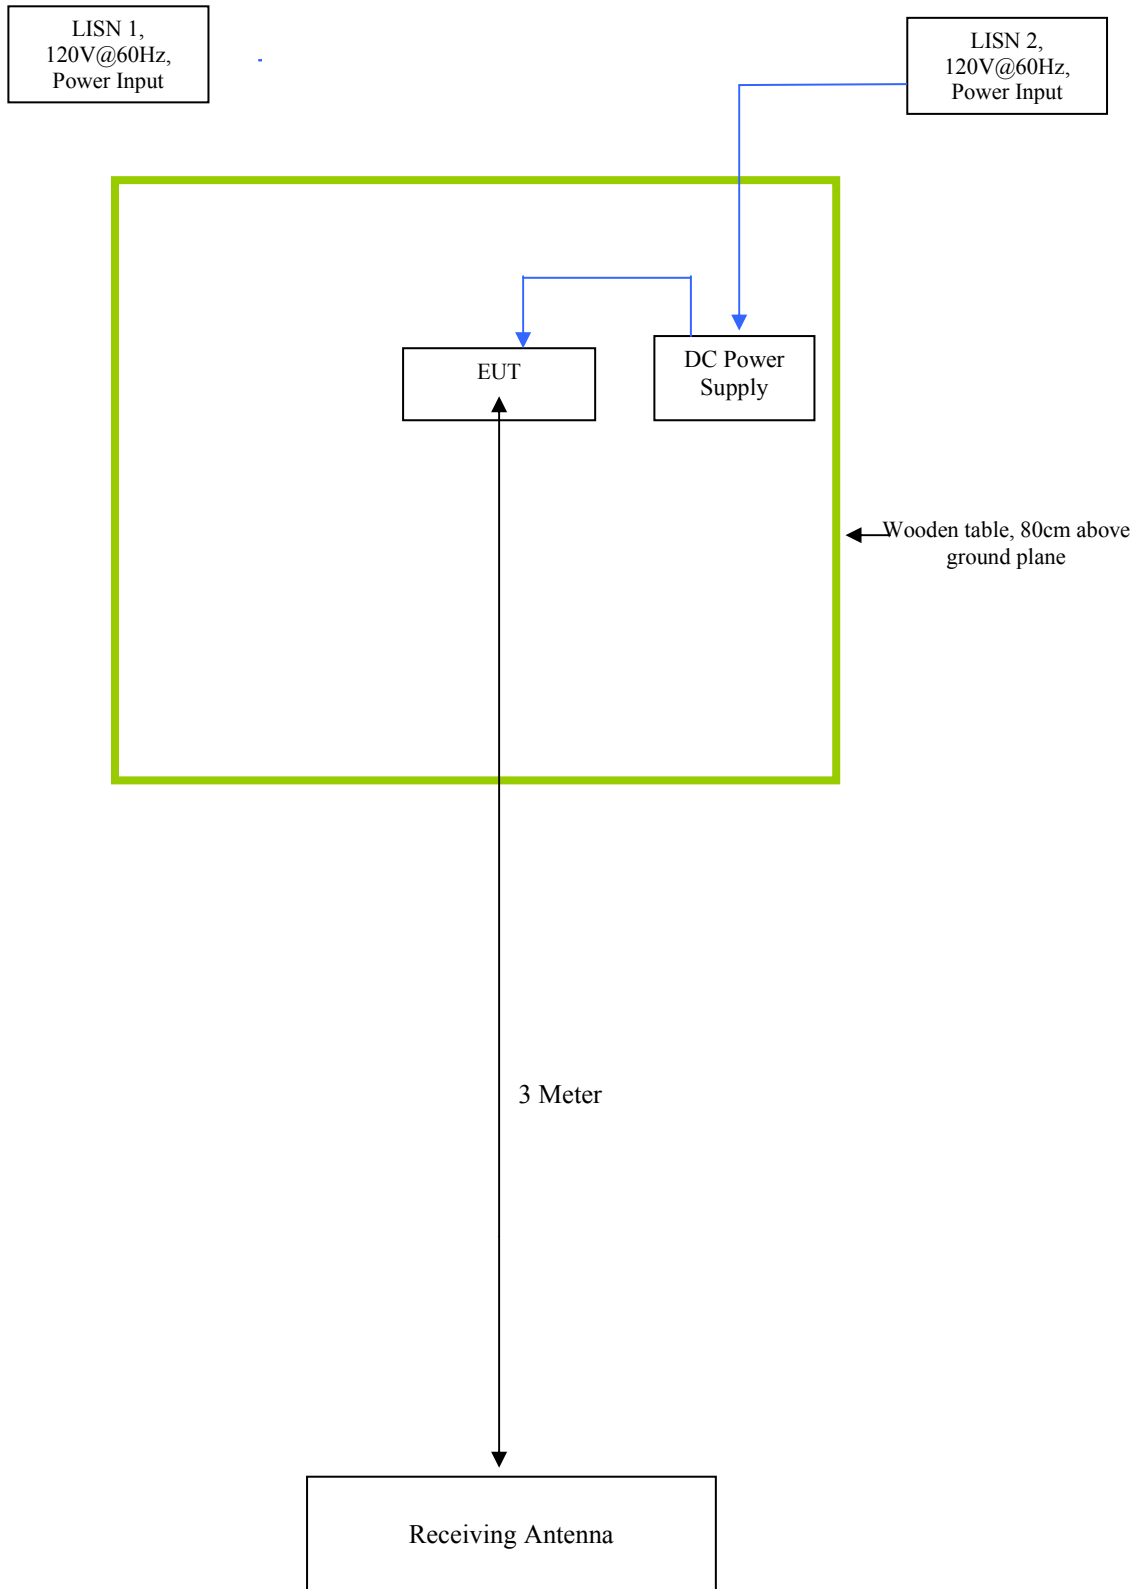 LISN 1,
120V@60Hz,
Power Input
LISN 2,
120V@60Hz,
Power Input
EUT
DC Power
Supply
Wooden table, 80cm above
ground plane
3 Meter
Receiving Antenna